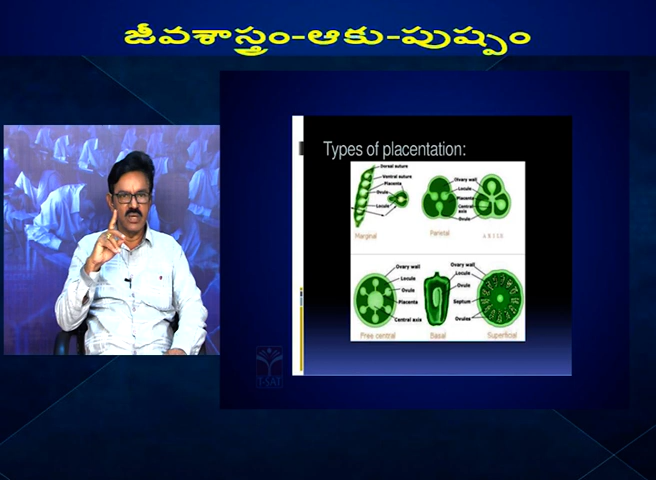 జీవశాస్త్రం-ఆకు-పుష్పం
Types of placentation:
Dorsal suture
Ventral suture
Placenta
Ovule
Locule
Marginal
Ovary wall
Locule
Placenta
Central axis
Ovule
Parietal
Ovary wall
Locule
Ovule
Placenta
Central axis
Free central
Basal
Ovary wall
Locule
Ovule
Septum
Ovules
Superficial
T-SAT